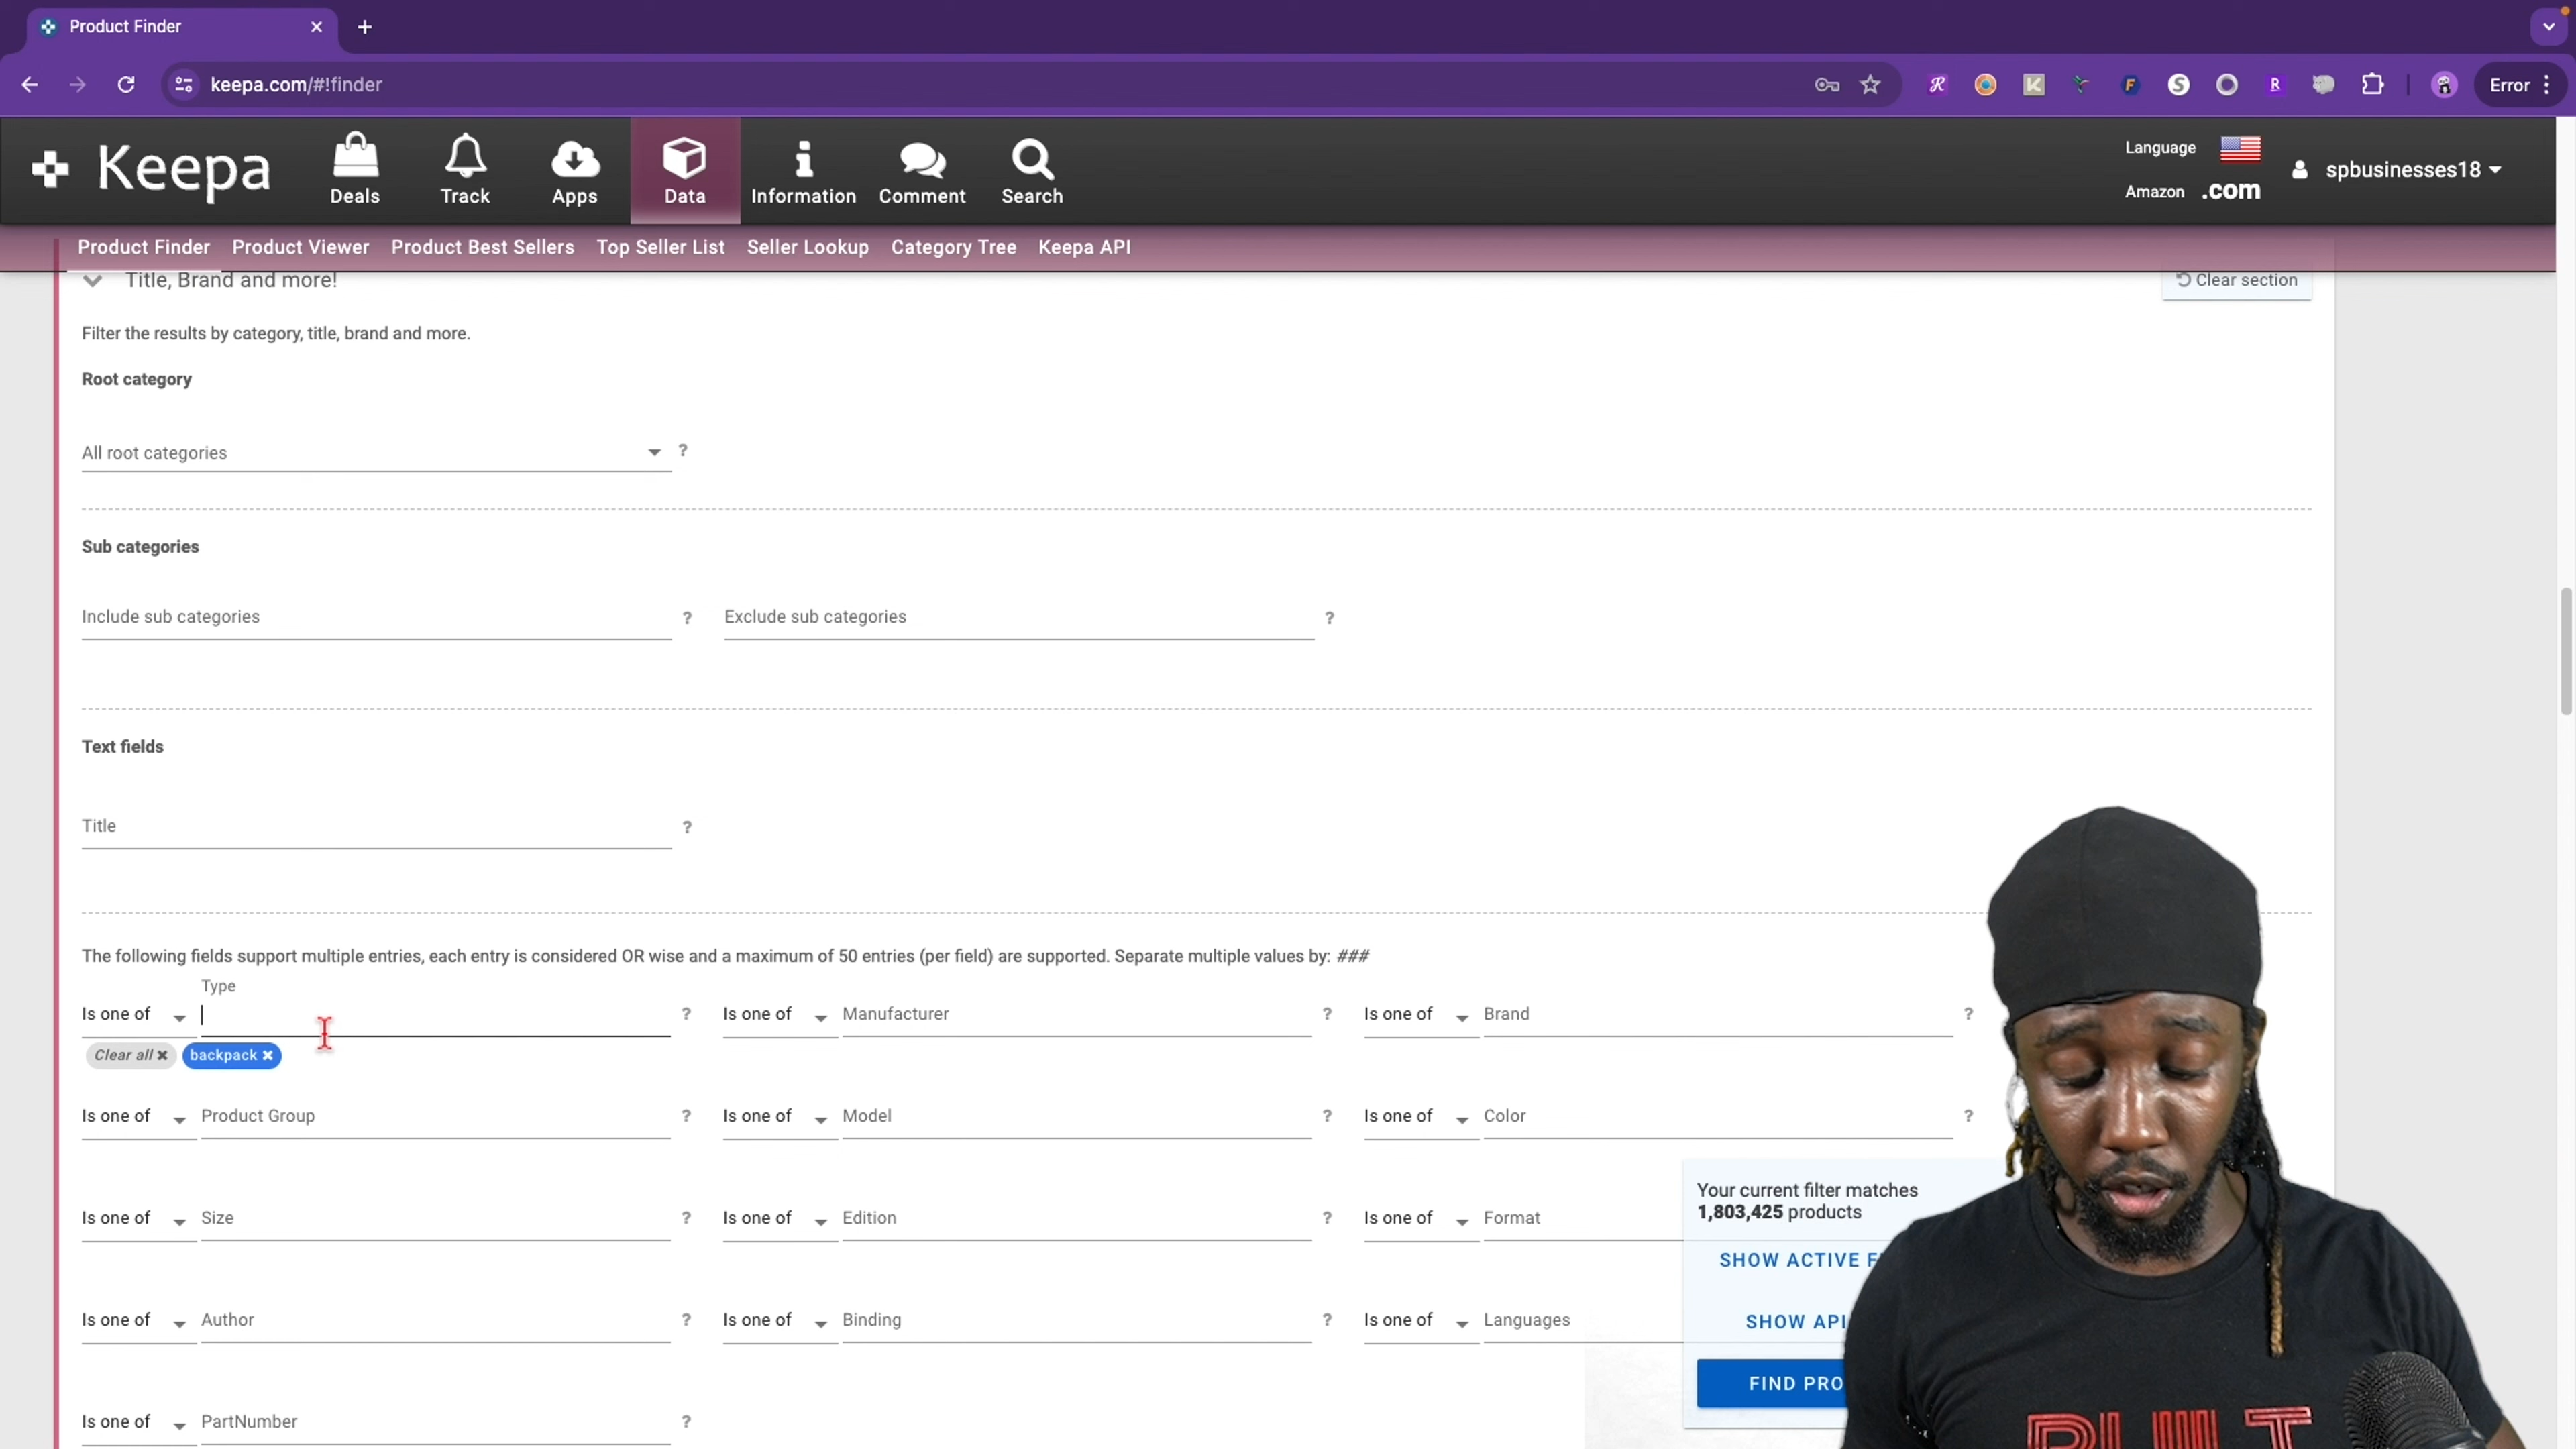 Product Finder
keepa.com/#!finder
Error
Keepa
Deals
Track
Apps
Data
Information
Comment
Search
Language
Amazon .com
spbusinesses18
Product Finder Product Viewer Product Best Sellers Top Seller List Seller Lookup Category Tree Keepa API
Title, Brand and more!
Clear section
Filter the results by category, title, brand and more.
Root category
All root categories ?
Sub categories
Include sub categories ? Exclude sub categories ?
Text fields
Title ?
The following fields support multiple entries, each entry is considered OR wise and a maximum of 50 entries (per field) are supported. Separate multiple values by: ###
Type
Is one of ? Is one of Manufacturer ? Is one of Brand ?
Clear all × backpack ×
Is one of Product Group ? Is one of Model ? Is one of Color ?
Is one of Size ? Is one of Edition ? Is one of Format
Is one of Author ? Is one of Binding ? Is one of Languages
Is one of PartNumber ?
Your current filter matches
1,803,425 products
SHOW ACTIVE F
SHOW API
FIND PRO